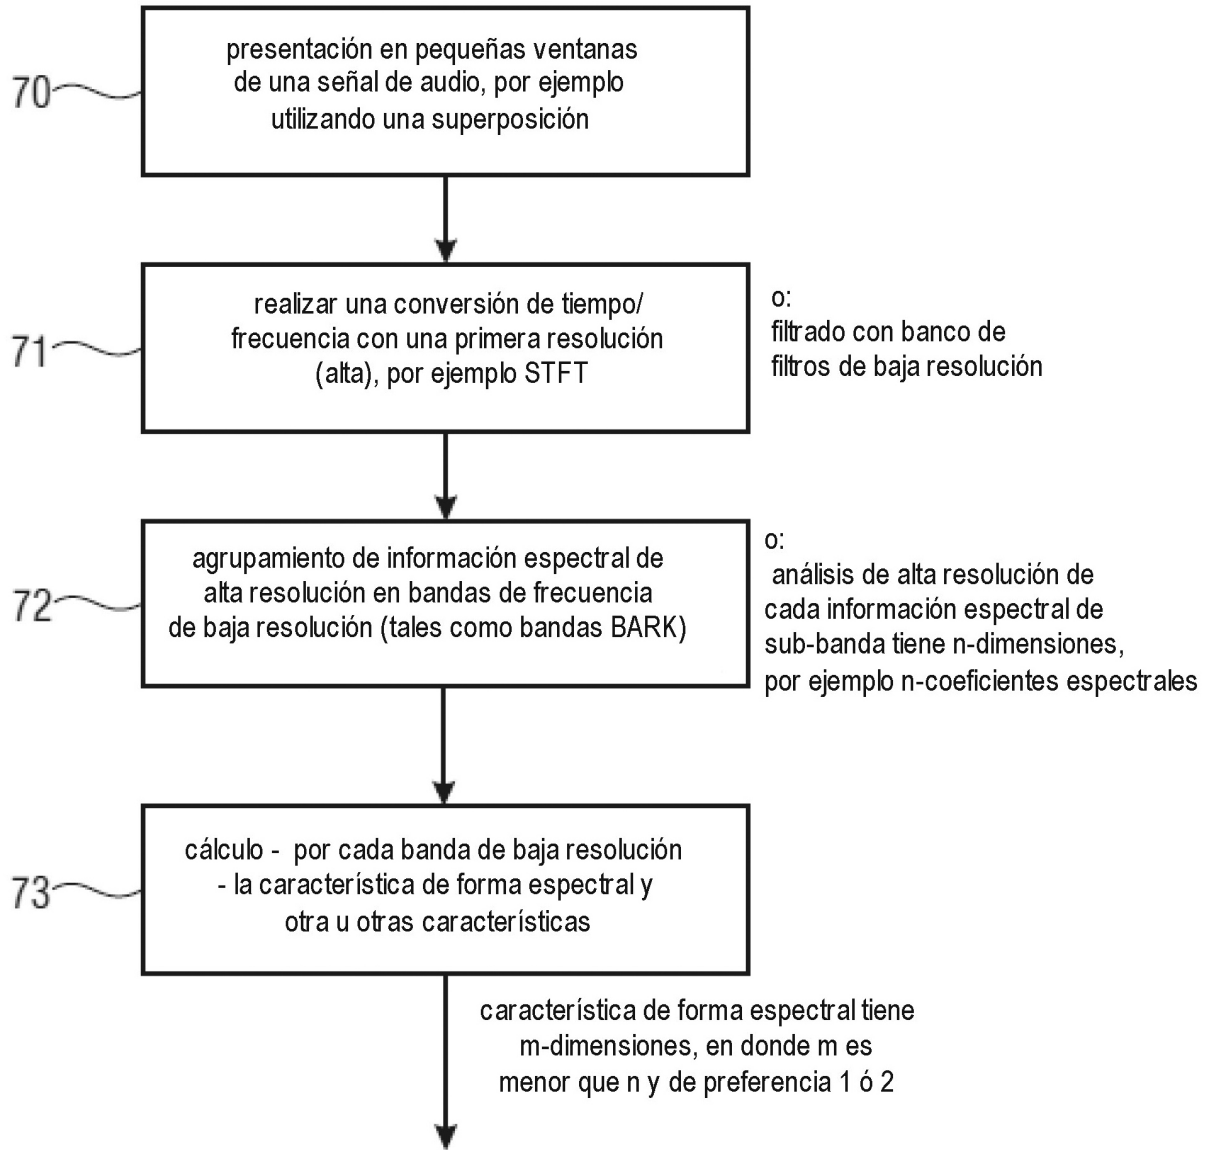 presentación en pequeñas ventanas
de una señal de audio, por ejemplo
utilizando una superposición
70
realizar una conversión de tiempo/
frecuencia con una primera resolución
(alta), por ejemplo STFT
71
o:
filtrado con banco de
filtros de baja resolución
agrupamiento de información espectral de
alta resolución en bandas de frecuencia
de baja resolución (tales como bandas BARK)
72
o:
análisis de alta resolución de
cada información espectral de
sub-banda tiene n-dimensiones,
por ejemplo n-coeficientes espectrales
cálculo - por cada banda de baja resolución
- la característica de forma espectral y
otra u otras características
73
característica de forma espectral tiene
m-dimensiones, en donde m es
menor que n y de preferencia 1 ó 2